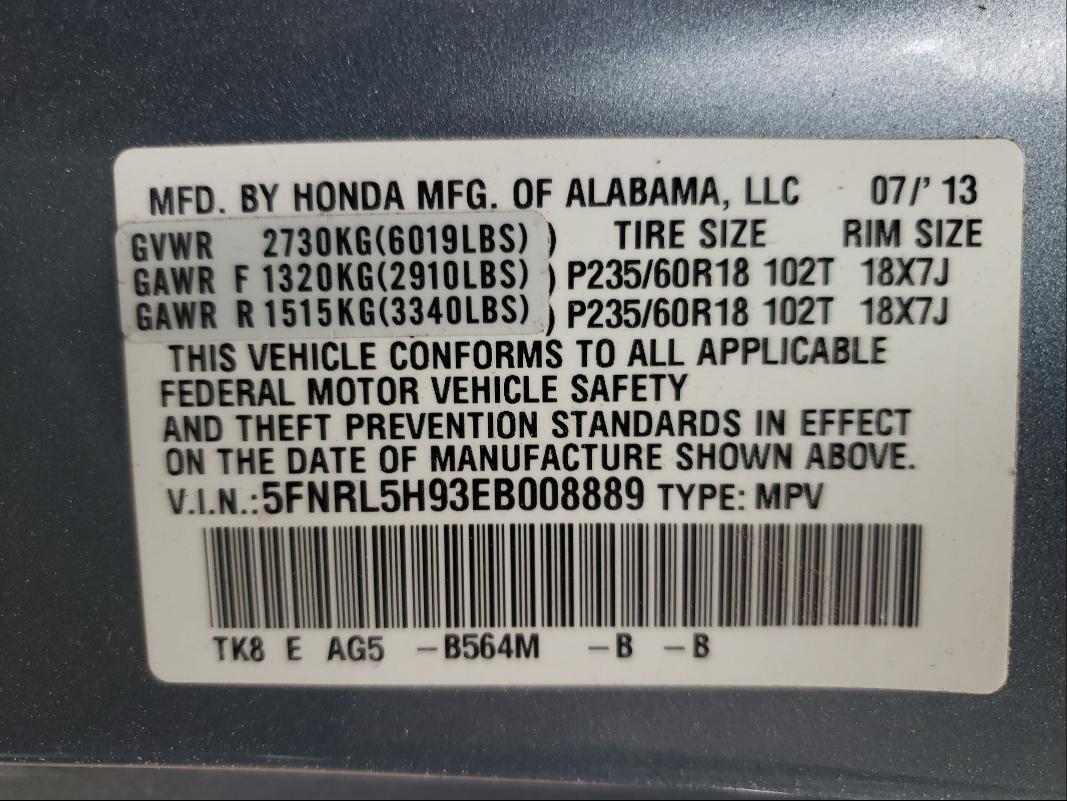 MFD. BY HONDA MFG. OF ALABAMA, LLC 07/' 13
GVWR 2730KG(6019LBS) ) TIRE SIZE RIM SIZE
GAWR F 1320KG(2910LBS) ) P235/60R18 102T 18X7J
GAWR R 1515KG(3340LBS) ) P235/60R18 102T 18X7J
THIS VEHICLE CONFORMS TO ALL APPLICABLE
FEDERAL MOTOR VEHICLE SAFETY
AND THEFT PREVENTION STANDARDS IN EFFECT
ON THE DATE OF MANUFACTURE SHOWN ABOVE.
V.I.N.:5FNRL5H93EB008889 TYPE: MPV
TK8 E AG5 –B564M –B –B